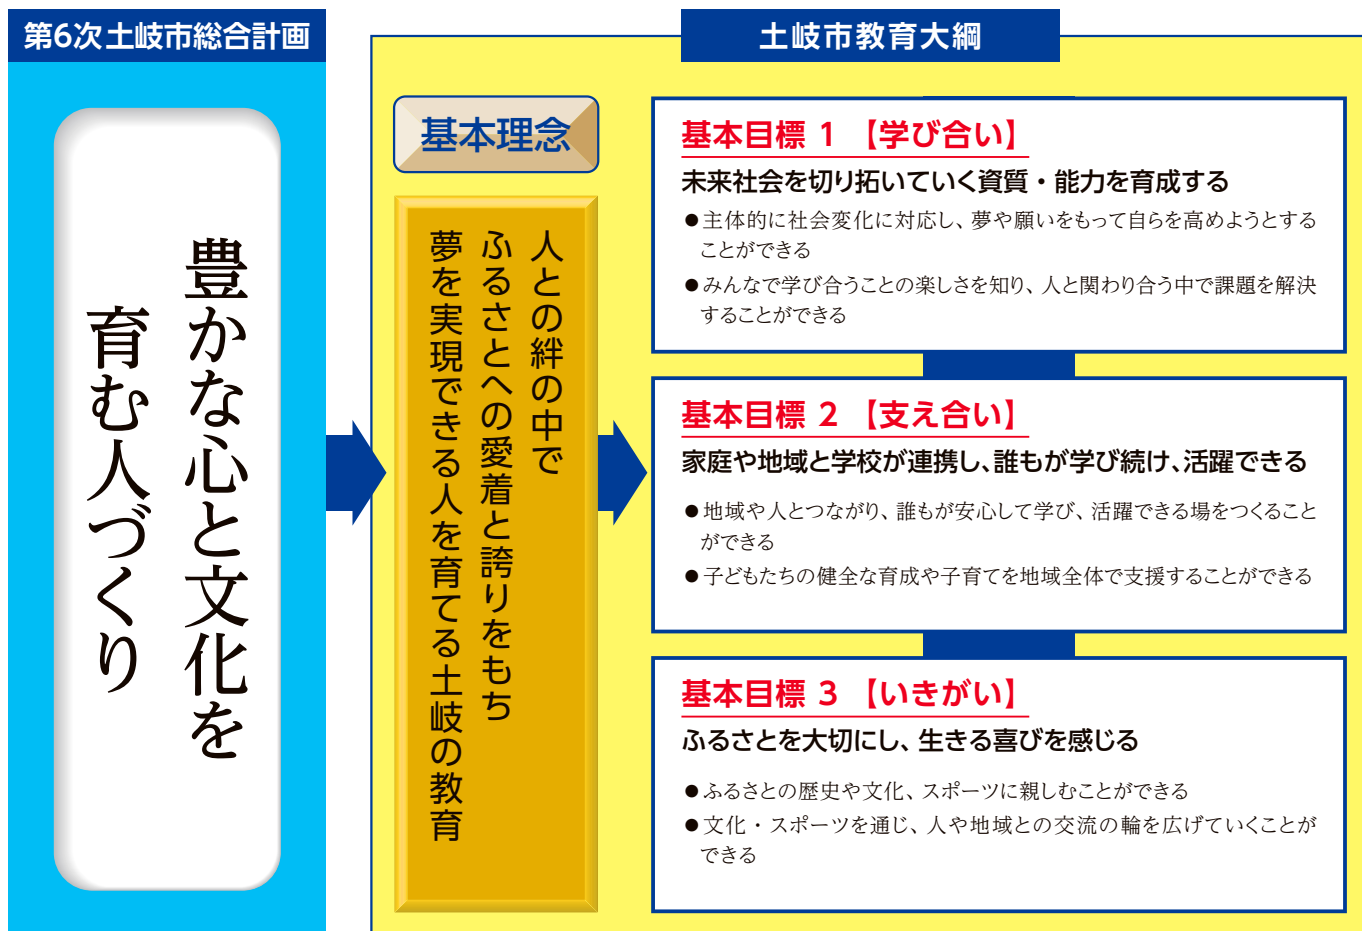 第6次土岐市総合計画
豊かな心と文化を
育む人づくり
土岐市教育大綱
基本理念
人との絆の中で
ふるさとへの愛着と誇りをもち
夢を実現できる人を育てる土岐の教育
基本目標 1 【学び合い】
未来社会を切り拓いていく資質・能力を育成する
●主体的に社会変化に対応し、夢や願いをもって自らを高めようとする
ことができる
●みんなで学び合うことの楽しさを知り、人と関わり合う中で課題を解決
することができる
基本目標 2 【支え合い】
家庭や地域と学校が連携し、誰もが学び続け、活躍できる
●地域や人とつながり、誰もが安心して学び、活躍できる場をつくること
ができる
●子どもたちの健全な育成や子育てを地域全体で支援することができる
基本目標 3 【いきがい】
ふるさとを大切にし、生きる喜びを感じる
●ふるさとの歴史や文化、スポーツに親しむことができる
●文化・スポーツを通じ、人や地域との交流の輪を広げていくことが
できる